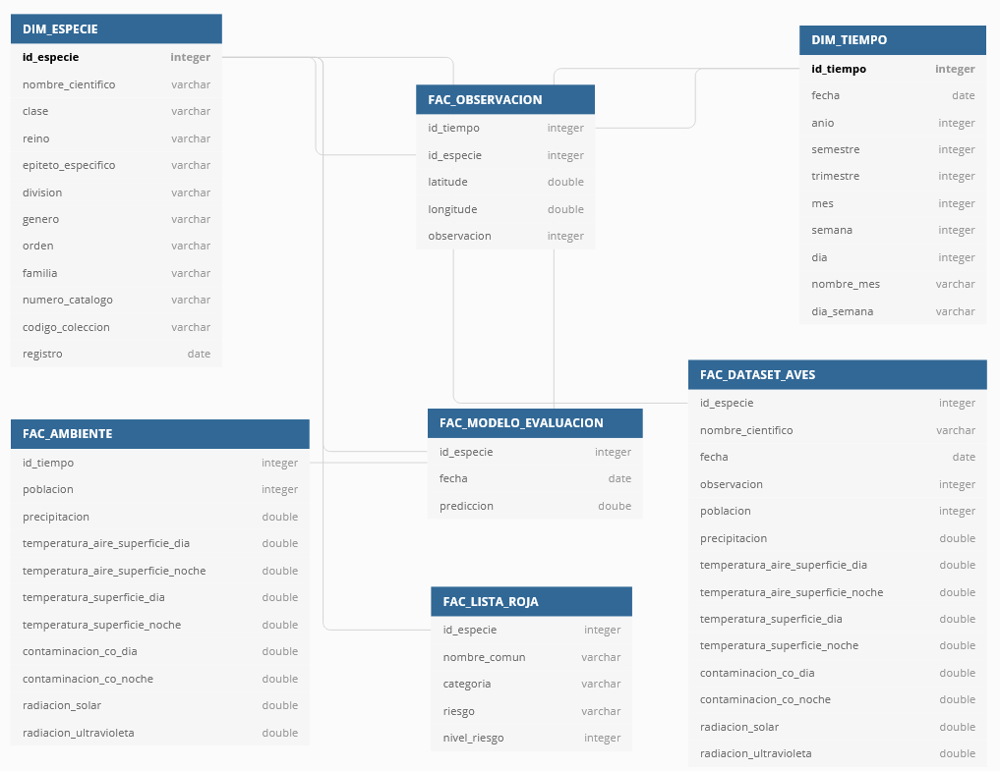 DIM_ESPECIE
id_especie integer
nombre_cientifico varchar
clase varchar
reino varchar
epiteto_especifico varchar
division varchar
genero varchar
orden varchar
familia varchar
numero_catalogo varchar
codigo_coleccion varchar
registro date
FAC_OBSERVACION
id_tiempo integer
id_especie integer
latitude double
longitude double
observacion integer
DIM_TIEMPO
id_tiempo integer
fecha date
anio integer
semestre integer
trimestre integer
mes integer
semana integer
dia integer
nombre_mes varchar
dia_semana varchar
FAC_AMBIENTE
id_tiempo integer
poblacion integer
precipitacion double
temperatura_aire_superficie_dia double
temperatura_aire_superficie_noche double
temperatura_superficie_dia double
temperatura_superficie_noche double
contaminacion_co_dia double
contaminacion_co_noche double
radiacion_solar double
radiacion_ultravioleta double
FAC_MODELO_EVALUACION
id_especie integer
fecha date
prediccion doube
FAC_LISTA_ROJA
id_especie integer
nombre_comun varchar
categoria varchar
riesgo varchar
nivel_riesgo integer
FAC_DATASET_AVES
id_especie integer
nombre_cientifico varchar
fecha date
observacion integer
poblacion integer
precipitacion double
temperatura_aire_superficie_dia double
temperatura_aire_superficie_noche double
temperatura_superficie_dia double
temperatura_superficie_noche double
contaminacion_co_dia double
contaminacion_co_noche double
radiacion_solar double
radiacion_ultravioleta double